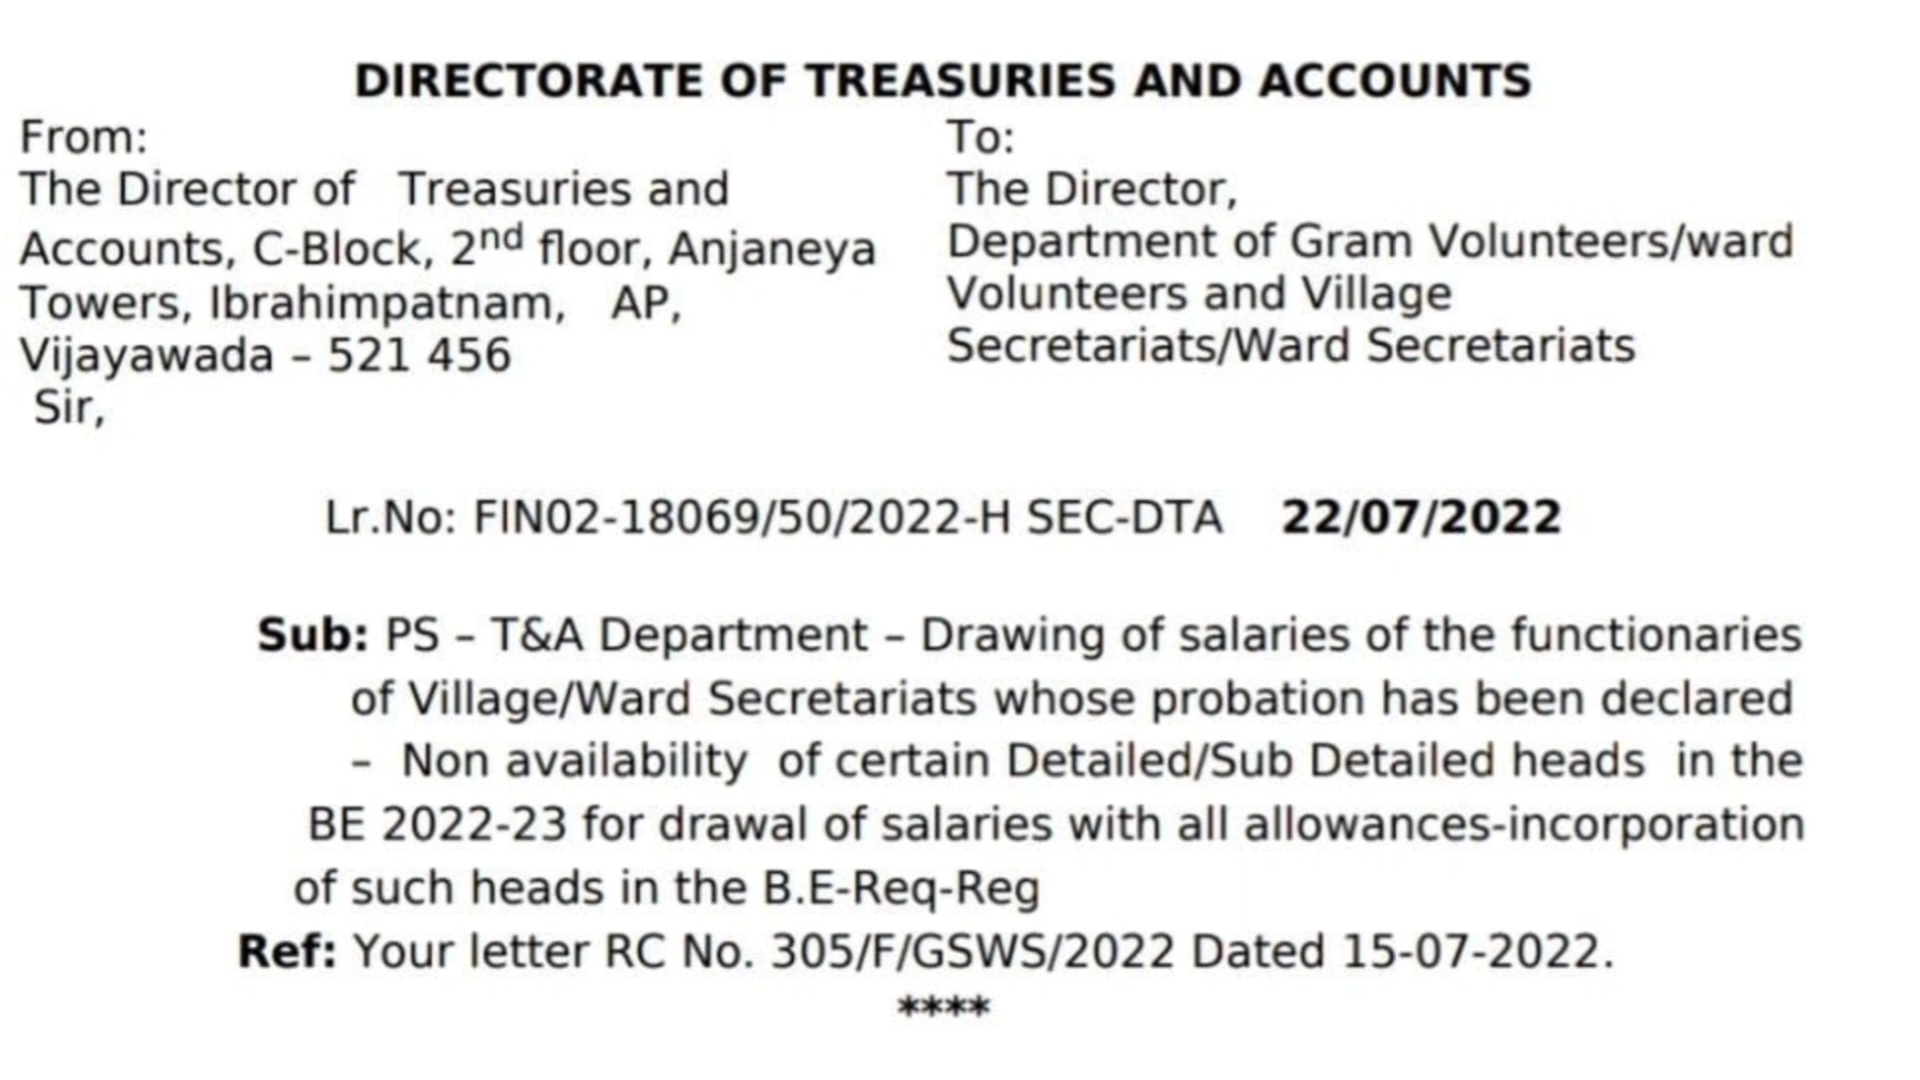 DIRECTORATE OF TREASURIES AND ACCOUNTS
From:
The Director of Treasuries and
Accounts, C-Block, 2nd floor, Anjaneya
Towers, Ibrahimpatnam, AP,
Vijayawada – 521 456
Sir,
To:
The Director,
Department of Gram Volunteers/ward
Volunteers and Village
Secretariats/Ward Secretariats
Lr.No: FIN02-18069/50/2022-H SEC-DTA 22/07/2022
Sub: PS – T&A Department – Drawing of salaries of the functionaries
of Village/Ward Secretariats whose probation has been declared
– Non availability of certain Detailed/Sub Detailed heads in the
BE 2022-23 for drawal of salaries with all allowances-incorporation
of such heads in the B.E-Req-Reg
Ref: Your letter RC No. 305/F/GSWS/2022 Dated 15-07-2022.
****